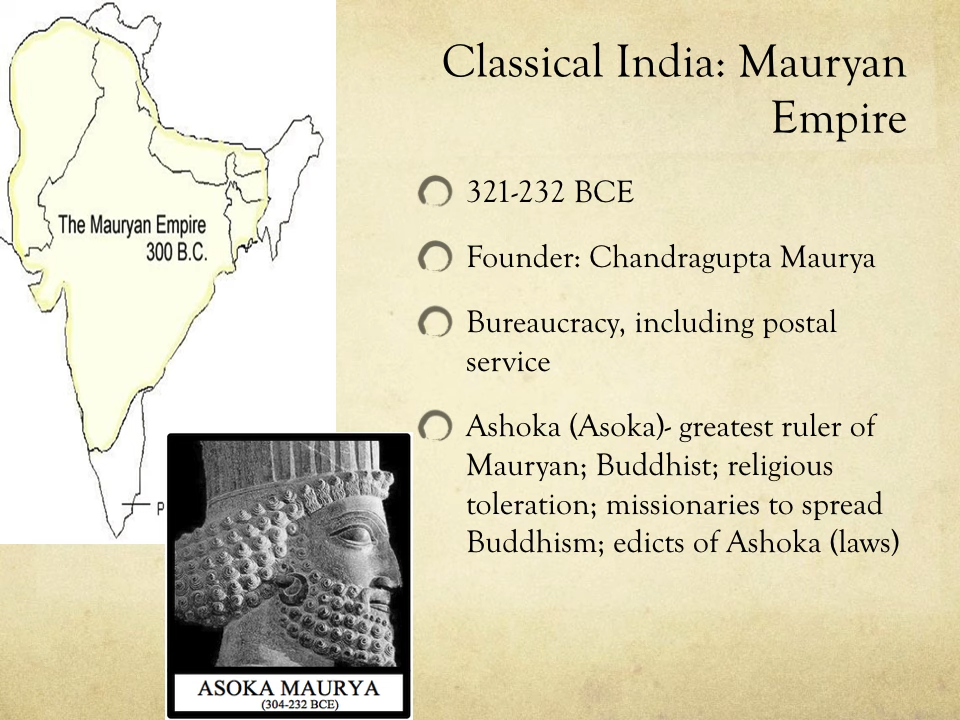 Classical India: Mauryan
Empire
321-232 BCE
Founder: Chandragupta Maurya
Bureaucracy, including postal
service
Ashoka (Asoka)- greatest ruler of
Mauryan; Buddhist; religious
toleration; missionaries to spread
Buddhism; edicts of Ashoka (laws)
The Mauryan Empire
300 B.C.
P
ASOKA MAURYA
(304-232 BCE)